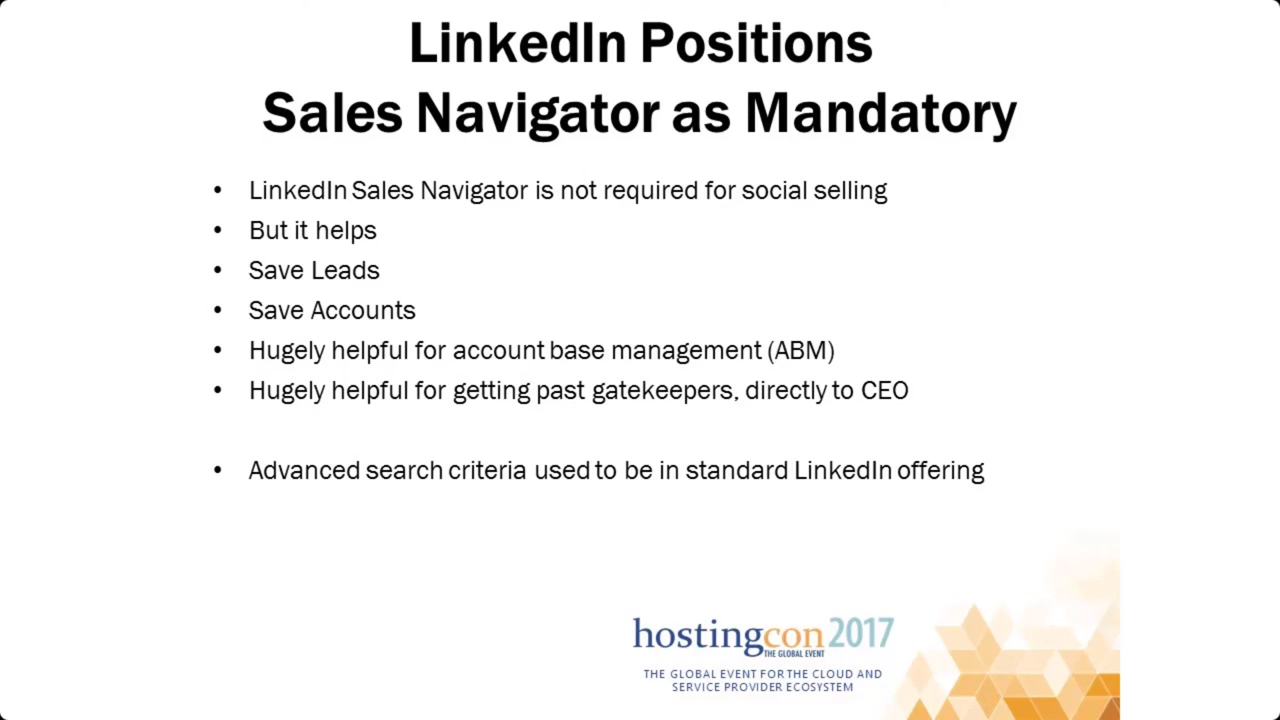 LinkedIn Positions
Sales Navigator as Mandatory
• LinkedIn Sales Navigator is not required for social selling
• But it helps
• Save Leads
• Save Accounts
• Hugely helpful for account base management (ABM)
• Hugely helpful for getting past gatekeepers, directly to CEO
• Advanced search criteria used to be in standard LinkedIn offering
hostingcon 2017
THE GLOBAL EVENT
THE GLOBAL EVENT FOR THE CLOUD AND
SERVICE PROVIDER ECOSYSTEM